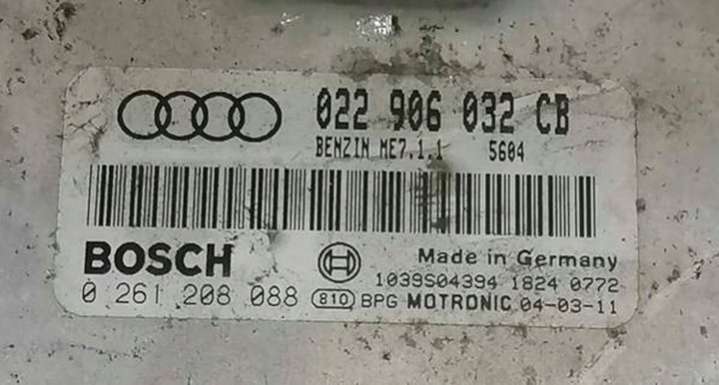 022 906 032 CB
BENZIN ME7.1.1 5604
BOSCH
Made in Germany
1039S04394 1824 0772
0 261 208 088 810 BPG MOTRONIC 04-03-11